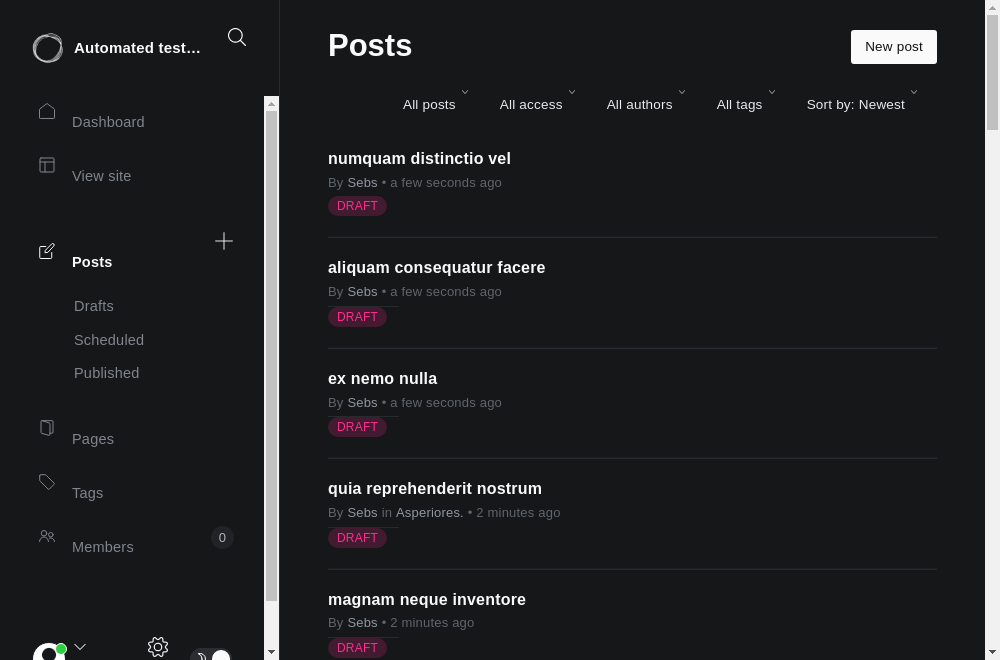 Automated test…
Dashboard
View site
Posts
Drafts
Scheduled
Published
Pages
Tags
Members 0
Posts
New post
All posts All access All authors All tags Sort by: Newest
numquam distinctio vel
By Sebs • a few seconds ago
DRAFT
aliquam consequatur facere
By Sebs • a few seconds ago
DRAFT
ex nemo nulla
By Sebs • a few seconds ago
DRAFT
quia reprehenderit nostrum
By Sebs in Asperiores. • 2 minutes ago
DRAFT
magnam neque inventore
By Sebs • 2 minutes ago
DRAFT